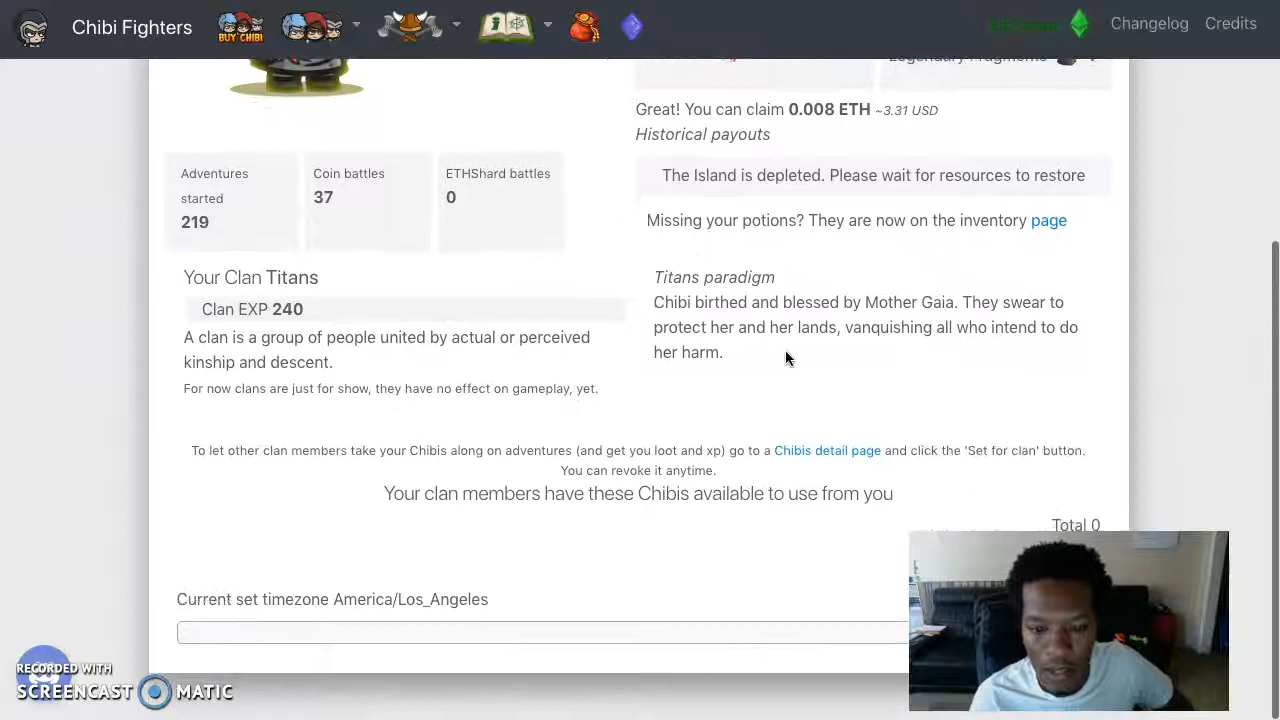 Chibi Fighters
BUY CHIBI
Changelog Credits
Legendary Fragments
Great! You can claim 0.008 ETH ~3.31 USD
Historical payouts
Adventures started
219
Coin battles
37
ETHShard battles
0
The Island is depleted. Please wait for resources to restore
Missing your potions? They are now on the inventory page
Your Clan Titans
Clan EXP 240
A clan is a group of people united by actual or perceived
kinship and descent.
For now clans are just for show, they have no effect on gameplay, yet.
Titans paradigm
Chibi birthed and blessed by Mother Gaia. They swear to
protect her and her lands, vanquishing all who intend to do
her harm.
To let other clan members take your Chibis along on adventures (and get you loot and xp) go to a Chibis detail page and click the 'Set for clan' button.
You can revoke it anytime.
Your clan members have these Chibis available to use from you
Total 0
Current set timezone America/Los_Angeles
RECORDED WITH
SCREENCAST MATIC